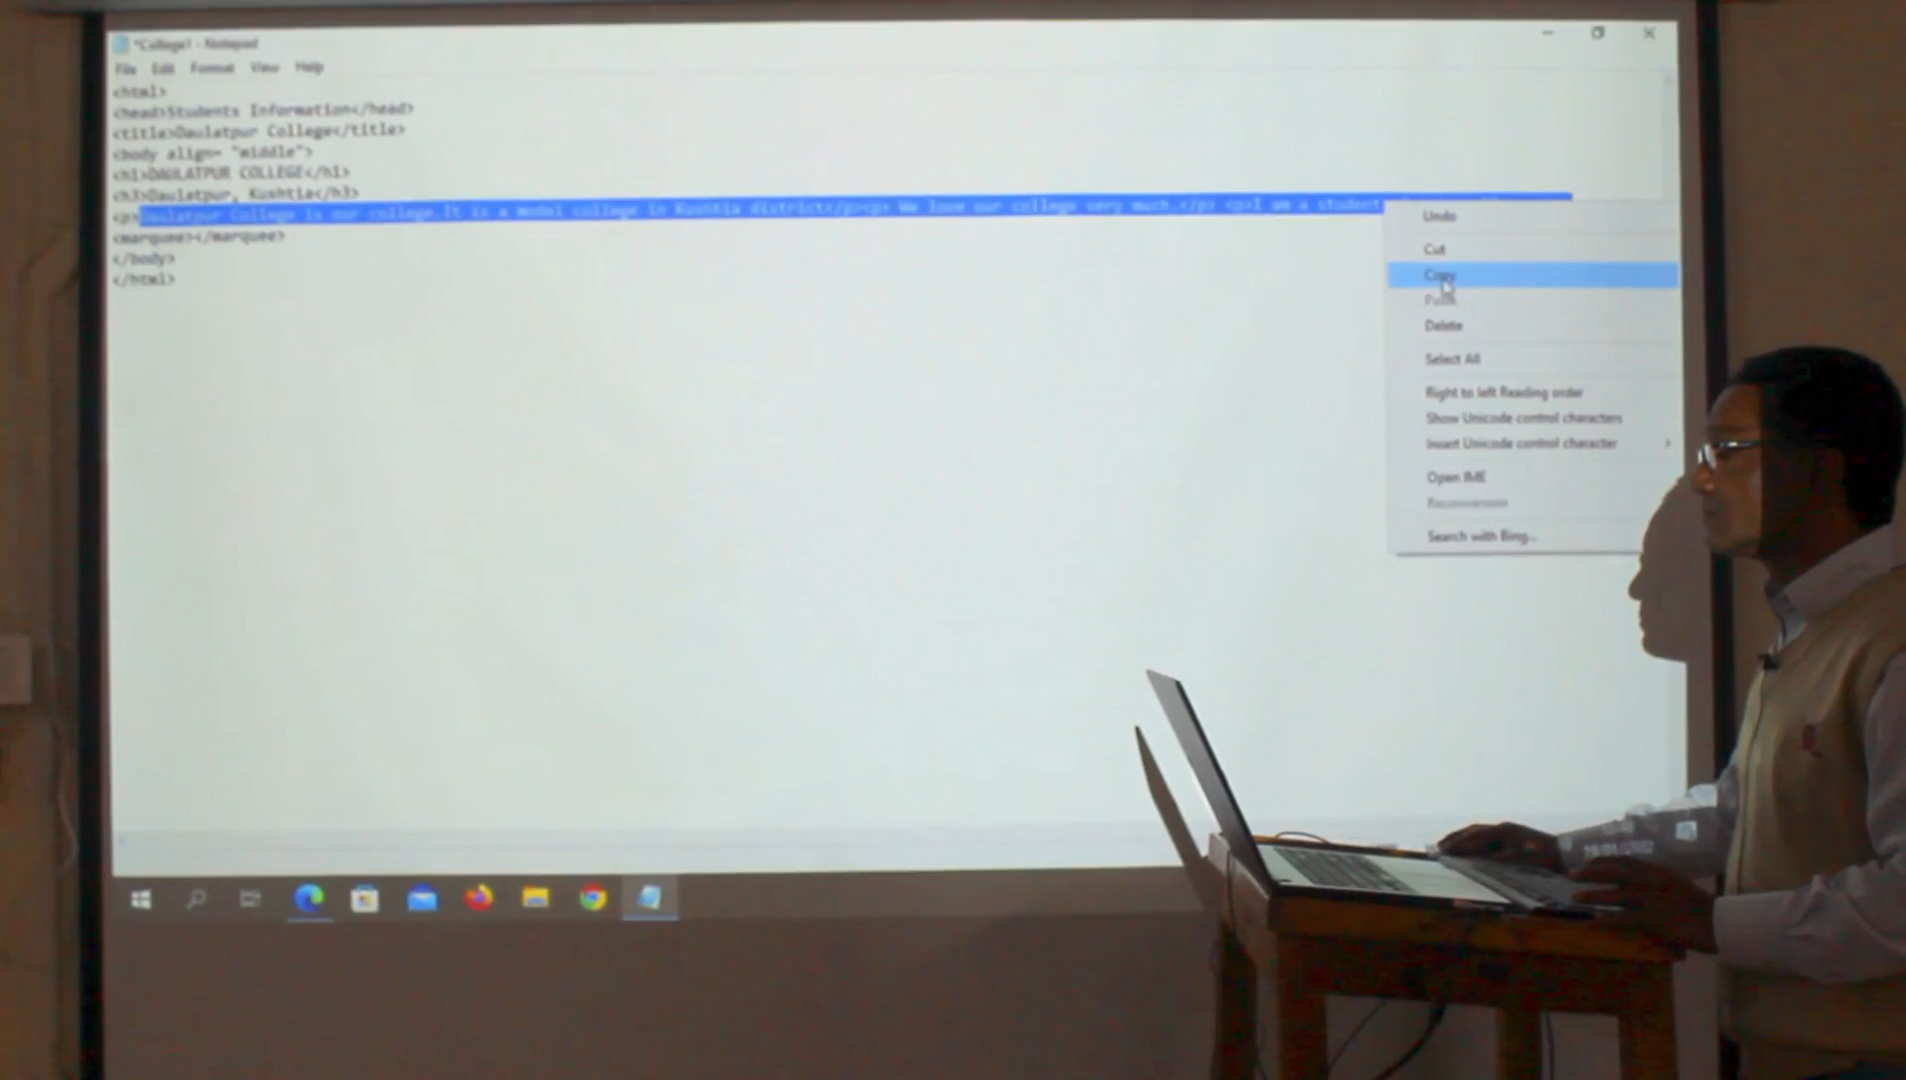 *College1 - Notepad
File Edit Format View Help
<html>
<head>Students Information</head>
<title>Daulatpur College</title>
<body align= "middle">
<h1>DAULATPUR COLLEGE</h1>
<h3>Daulatpur, Kushtia</h3>
<p>Daulatpur College is our college.It is a model college in Kushtia district</p><p> We love our college very much.</p> <p>I am a student
<marquee></marquee>
</body>
</html>
Undo
Cut
Copy
Paste
Delete
Select All
Right to left Reading order
Show Unicode control characters
Insert Unicode control character
Open IME
Reconversion
Search with Bing...